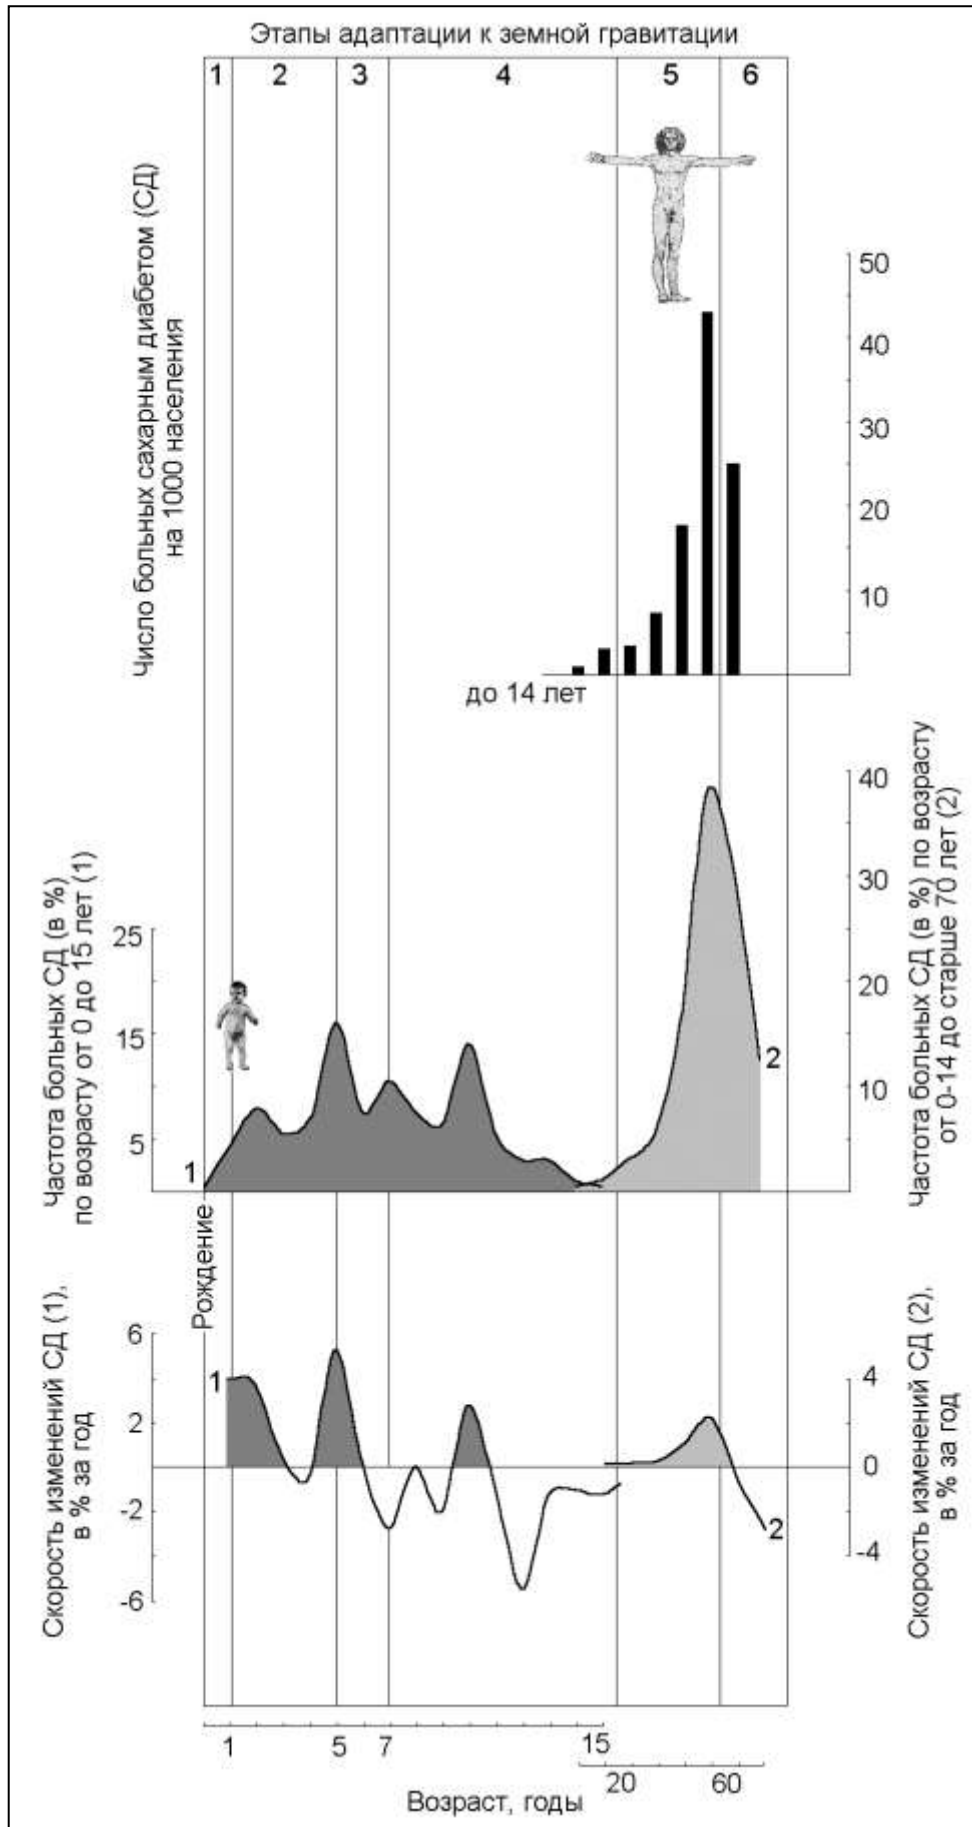 Этапы адаптации к земной гравитации
1 2 3 4 5 6
Число больных сахарным диабетом (СД)
на 1000 населения
50
40
30
20
10
до 14 лет
Частота больных СД (в %)
по возрасту от 0 до 15 лет (1)
25
15
5
1
40
30
20
10
2
Частота больных СД (в %) по возрасту
от 0-14 до старше 70 лет (2)
Рождение
Скорость изменений СД (1),
в % за год
6
2
-2
-6
1
4
0
-4
2
Скорость изменений СД (2),
в % за год
1 5 7 15
20 60
Возраст, годы